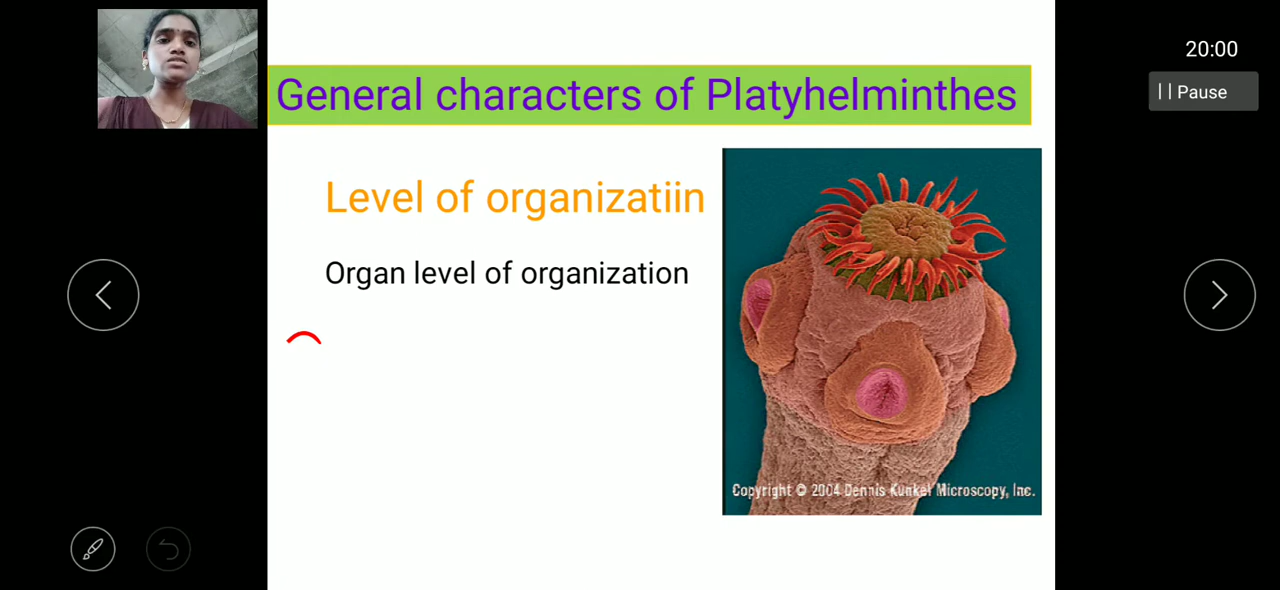 20:00
|| Pause
General characters of Platyhelminthes
Level of organizatiin
Organ level of organization
Copyright © 2004 Dennis Kunkel Microscopy, Inc.